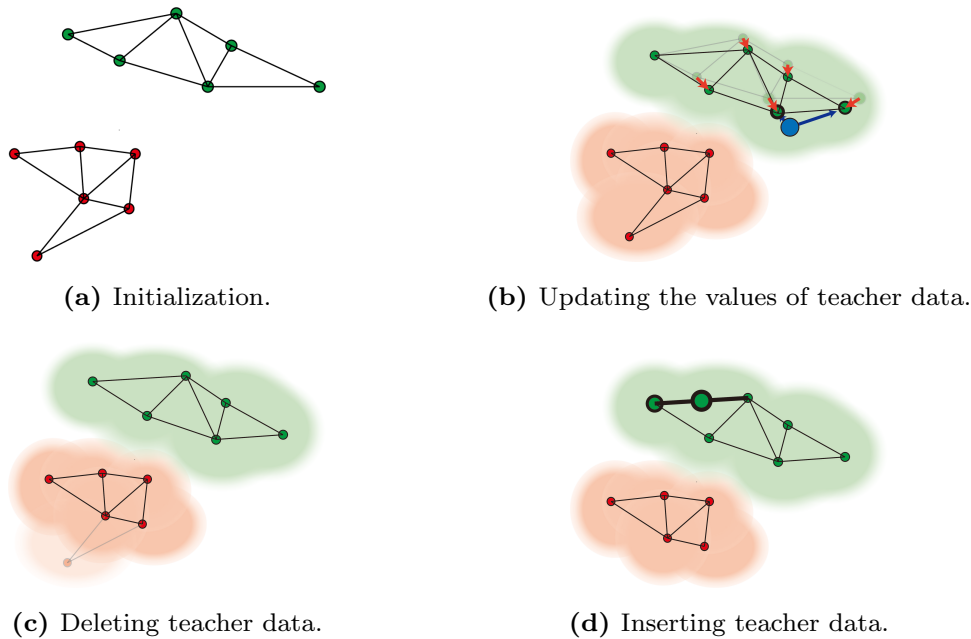 (a) Initialization.
(b) Updating the values of teacher data.
(c) Deleting teacher data.
(d) Inserting teacher data.